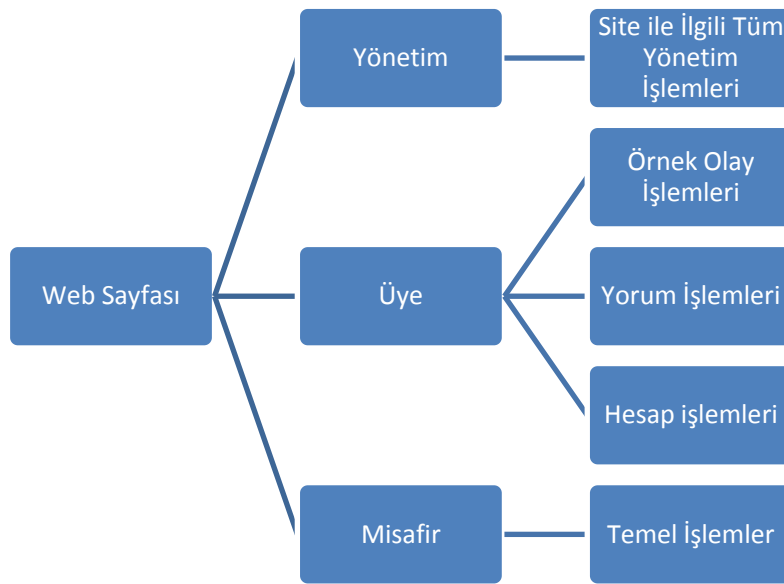 Web Sayfası
Yönetim
Site ile İlgili Tüm
Yönetim
İşlemleri
Üye
Örnek Olay
İşlemleri
Yorum İşlemleri
Hesap işlemleri
Misafir
Temel İşlemler